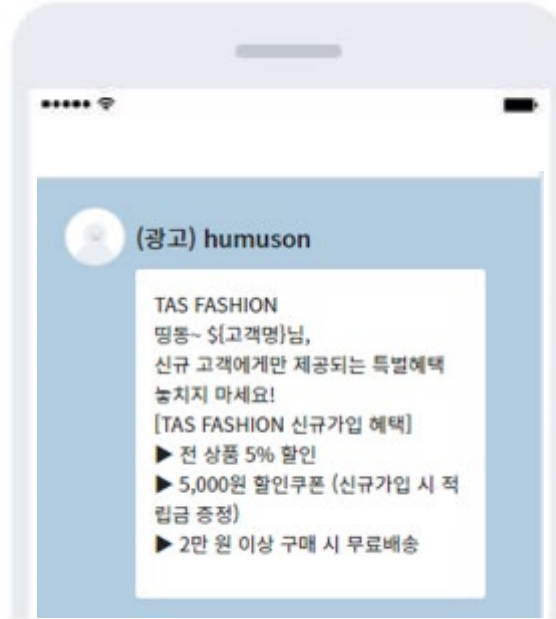 (광고) humuson
TAS FASHION
띵동~ ${고객명}님,
신규 고객에게만 제공되는 특별혜택
놓치지 마세요!
[TAS FASHION 신규가입 혜택]
▶ 전 상품 5% 할인
▶ 5,000원 할인쿠폰 (신규가입 시 적
립금 증정)
▶ 2만 원 이상 구매 시 무료배송